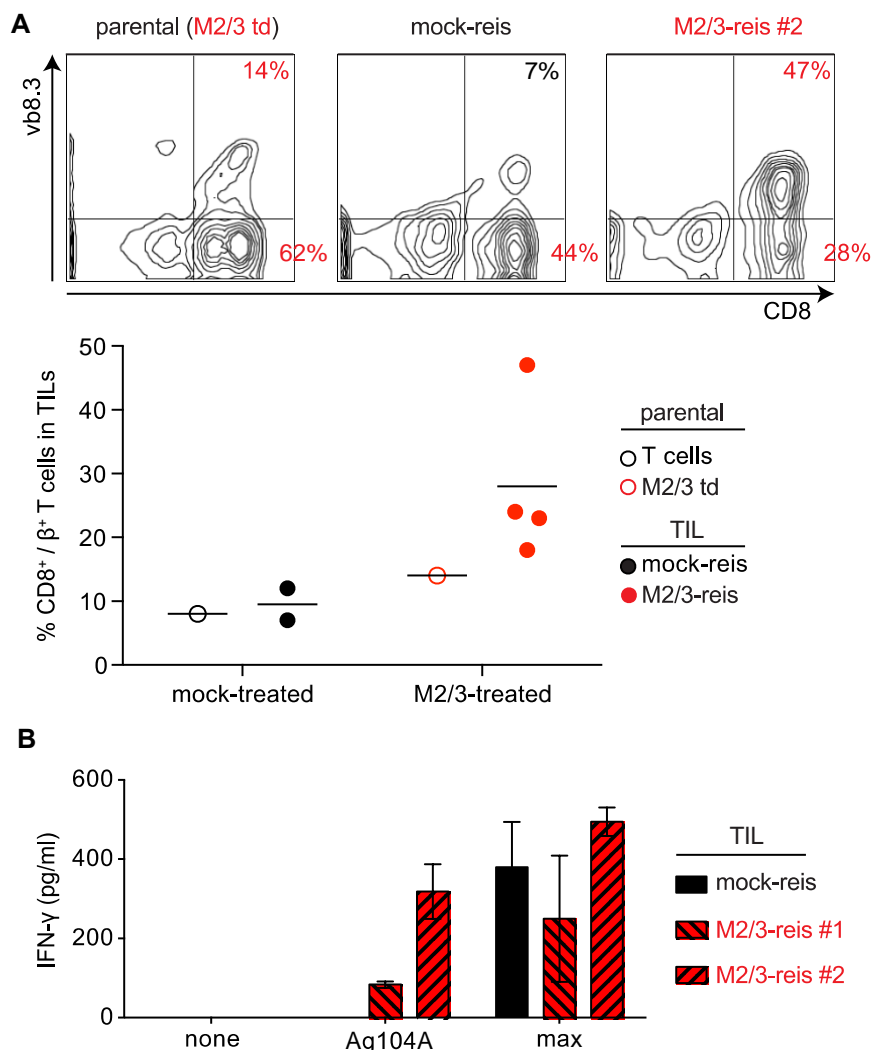 A
parental (M2/3 td)
mock-reis
M2/3-reis #2
vb8.3
14%
7%
47%
62%
44%
28%
CD8
% CD8+ / β+ T cells in TILs
50
40
30
20
10
0
mock-treated
M2/3-treated
parental
T cells
M2/3 td
TIL
mock-reis
M2/3-reis
B
IFN-γ (pg/ml)
600
400
200
0
none
Ag104A
max
TIL
mock-reis
M2/3-reis #1
M2/3-reis #2